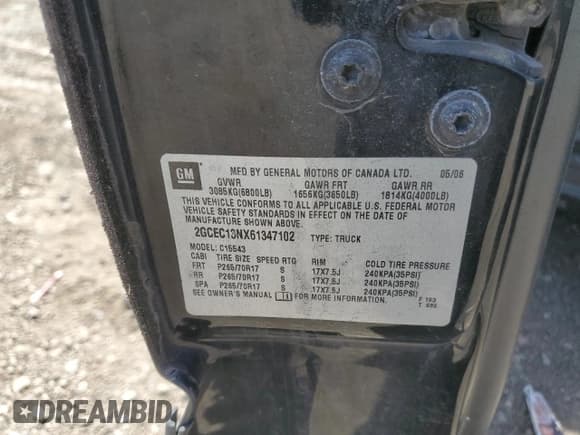 GM
MFD BY GENERAL MOTORS OF CANADA LTD. 05/06
GVWR GAWR FRT GAWR RR
3085KG(6800LB) 1656KG(3650LB) 1814KG(4000LB)
THIS VEHICLE CONFORMS TO ALL APPLICABLE U.S. FEDERAL MOTOR
VEHICLE SAFETY STANDARDS IN EFFECT ON THE DATE OF
MANUFACTURE SHOWN ABOVE.
2GCEC13NX61347102 TYPE: TRUCK
MODEL: C15543
CABI TIRE SIZE SPEED RTG RIM COLD TIRE PRESSURE
FRT P265/70R17 S 17X7.5J 240KPA(35PSI)
RR P265/70R17 S 17X7.5J 240KPA(35PSI)
SPA P265/70R17 S 17X7.5J 240KPA(35PSI)
SEE OWNER'S MANUAL
DREAMBID